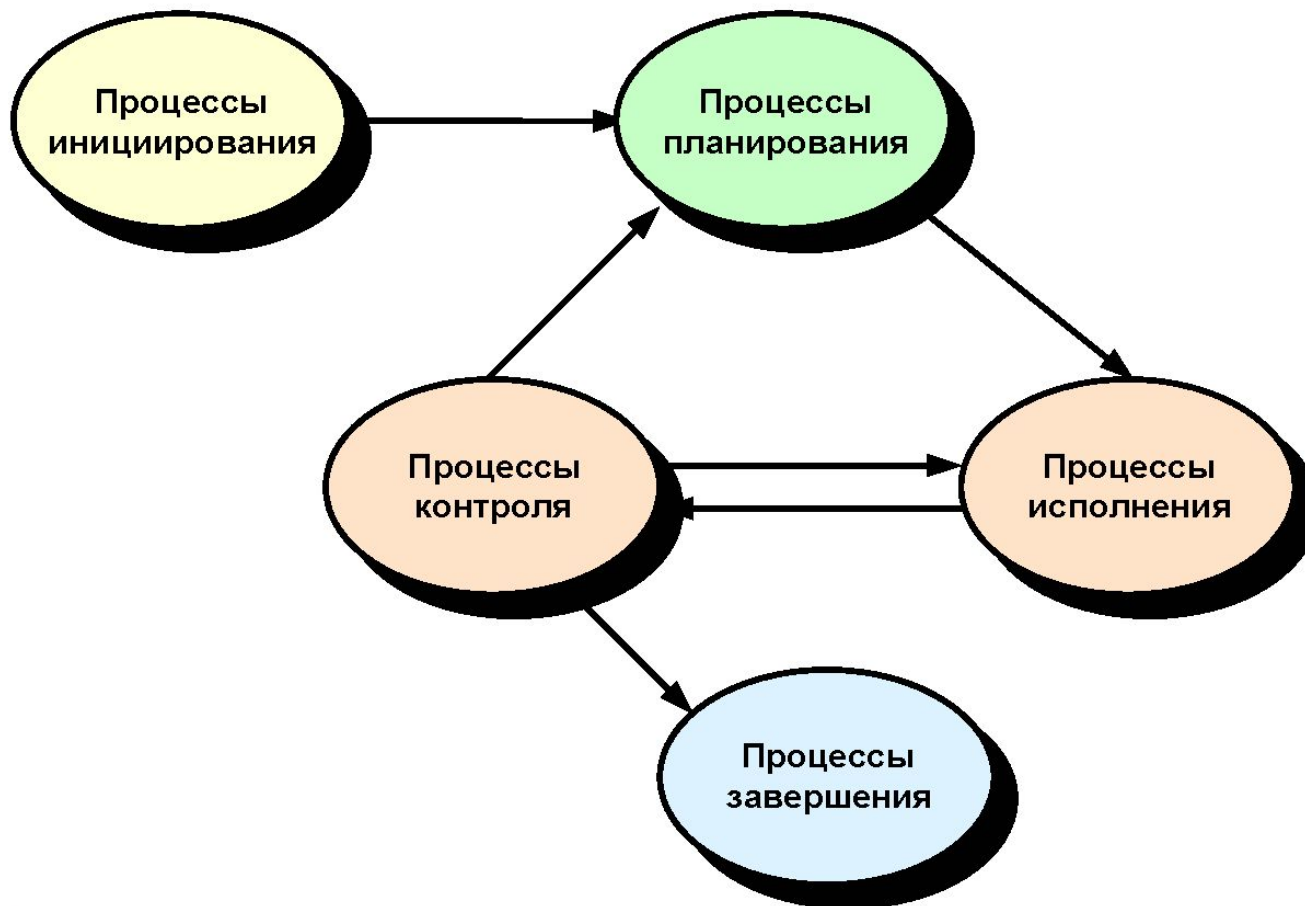 Процессы
инициирования
Процессы
планирования
Процессы
контроля
Процессы
исполнения
Процессы
завершения